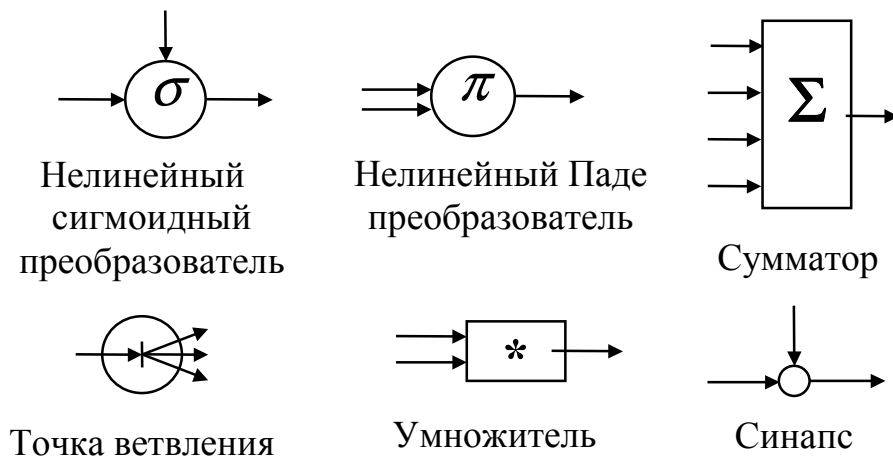 σ
π
Σ
Нелинейный
сигмоидный
преобразователь
Нелинейный Паде
преобразователь
Сумматор
*
Точка ветвления
Умножитель
Синапс